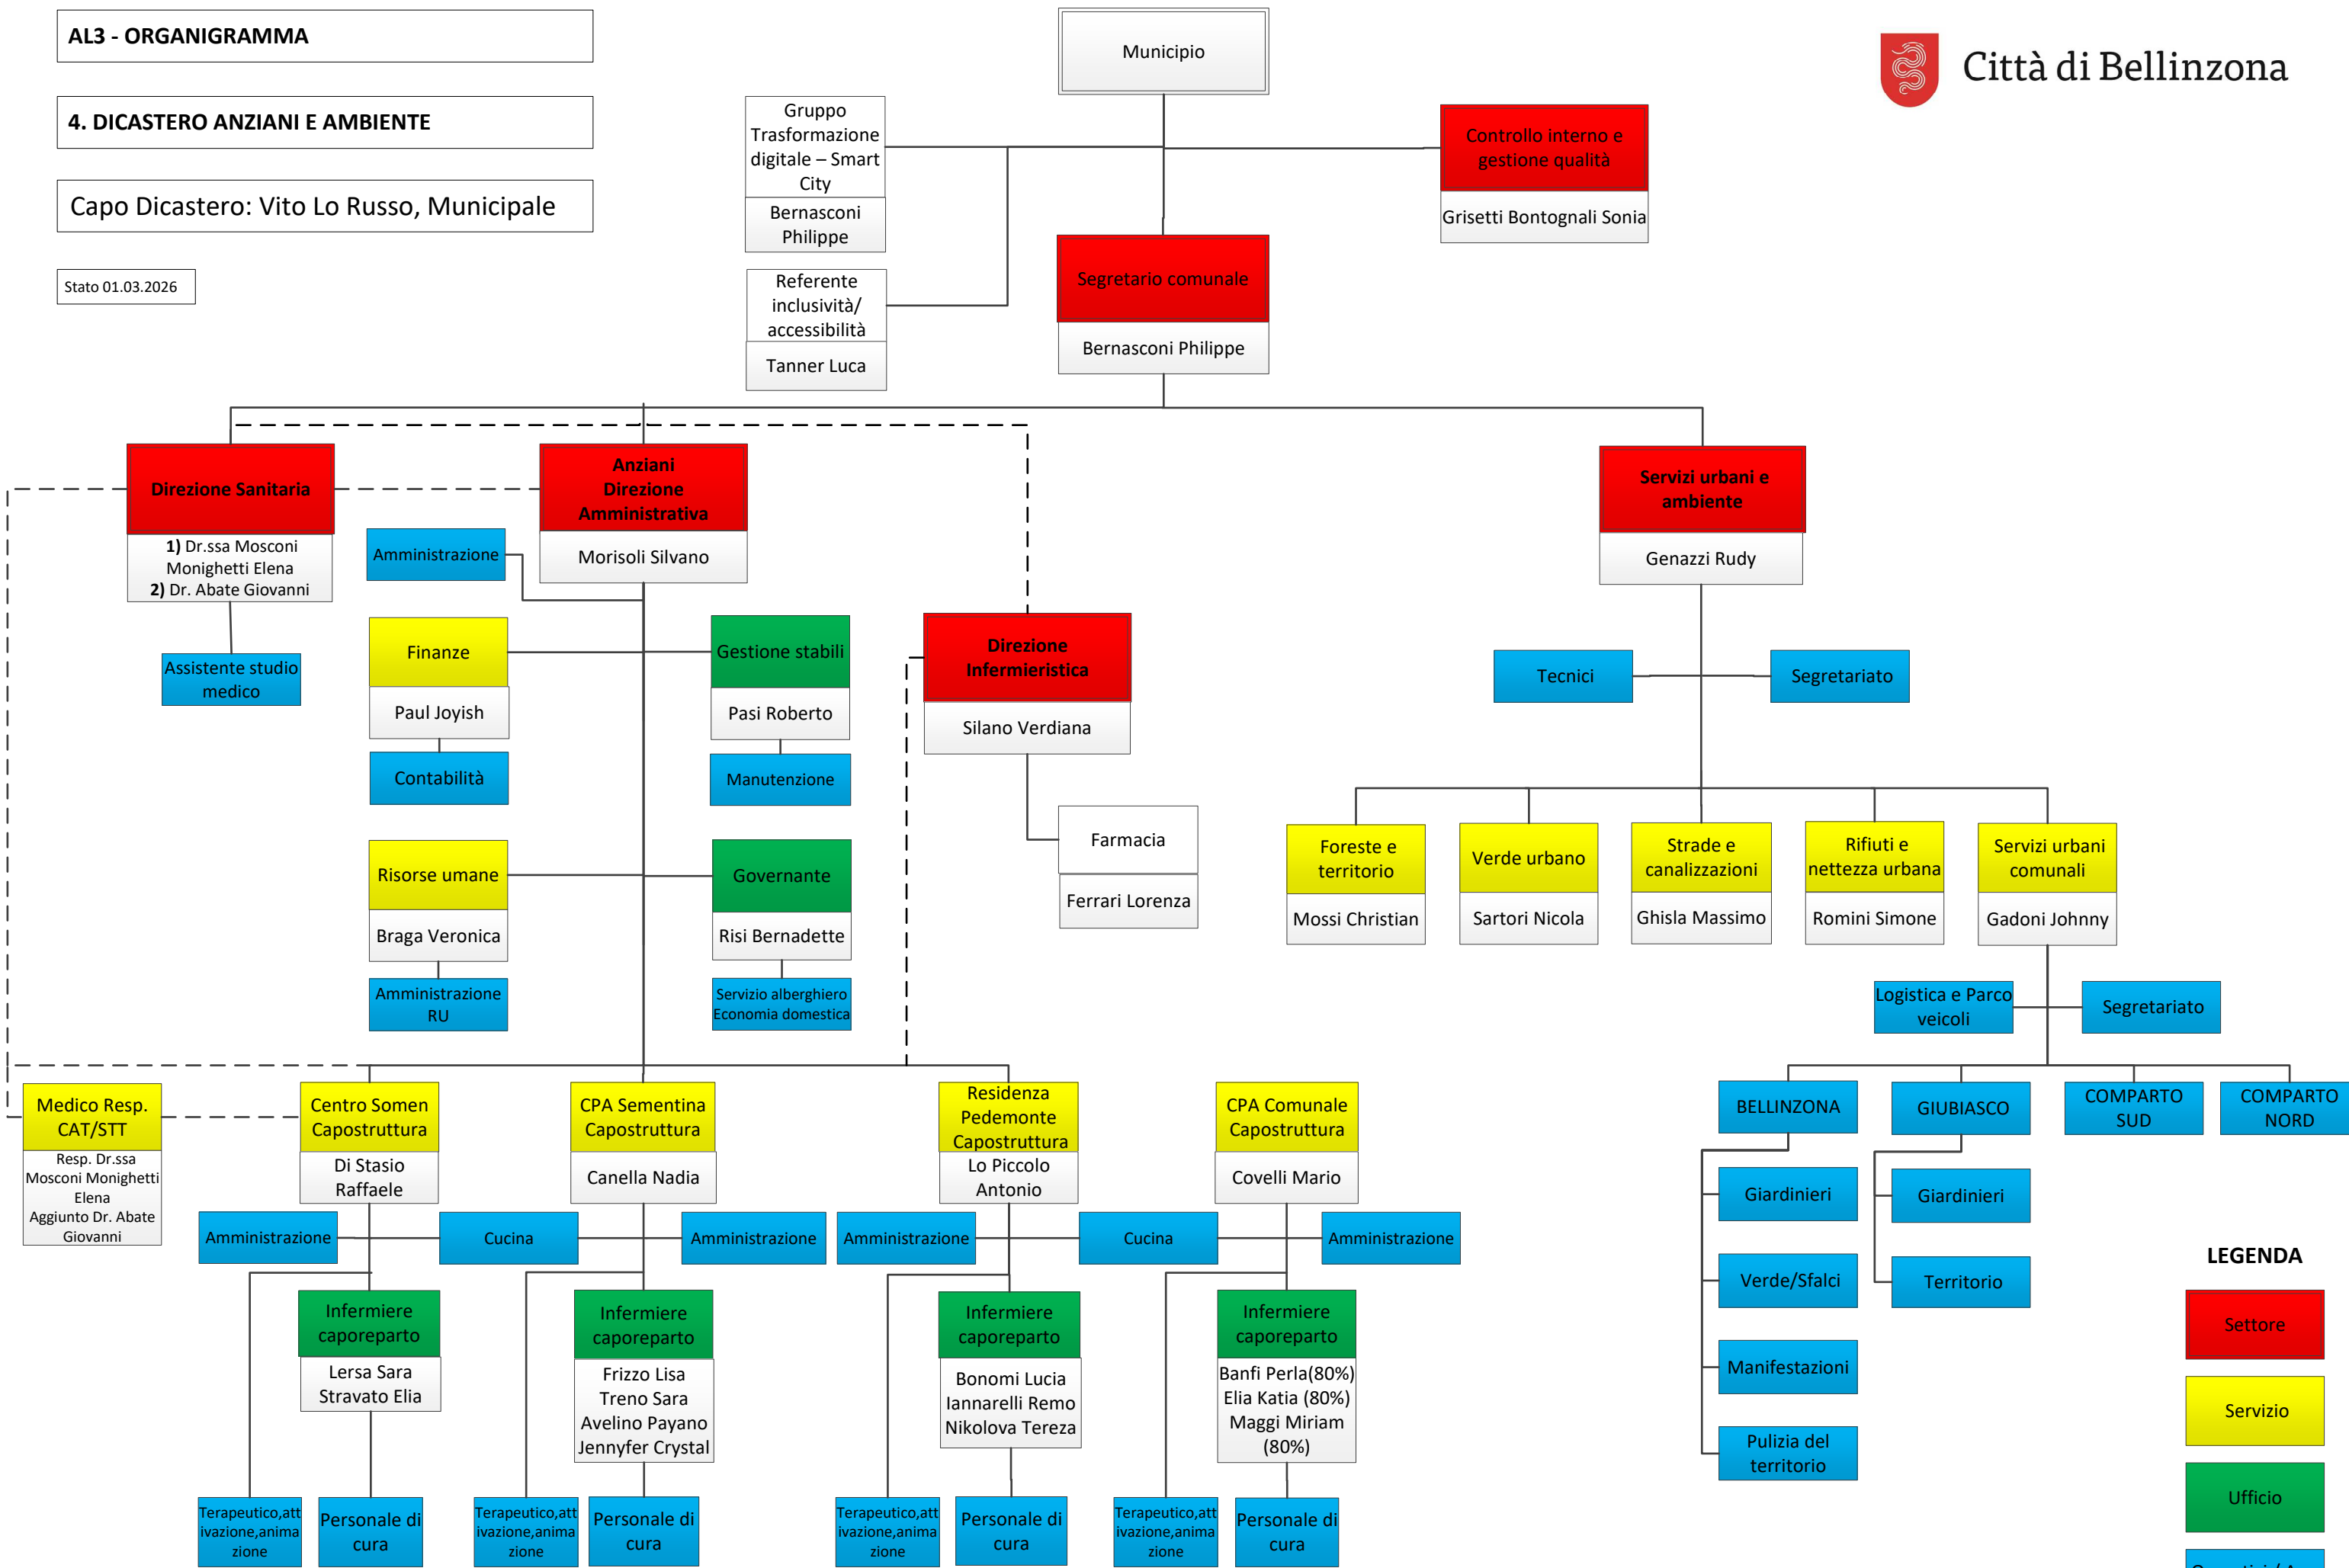 AL3 - ORGANIGRAMMA
4. DICASTERO ANZIANI E AMBIENTE
Capo Dicastero: Vito Lo Russo, Municipale
Stato 01.03.2026
Città di Bellinzona
Municipio
Gruppo
Trasformazione
digitale – Smart
City
Bernasconi
Philippe
Controllo interno e
gestione qualità
Grisetti Bontognali Sonia
Referente
inclusività/
accessibilità
Tanner Luca
Segretario comunale
Bernasconi Philippe
Direzione Sanitaria
1) Dr.ssa Mosconi
Monighetti Elena
2) Dr. Abate Giovanni
Assistente studio
medico
Anziani
Direzione
Amministrativa
Morisoli Silvano
Amministrazione
Finanze
Paul Joyish
Contabilità
Gestione stabili
Pasi Roberto
Manutenzione
Risorse umane
Braga Veronica
Amministrazione
RU
Governante
Risi Bernadette
Servizio alberghiero
Economia domestica
Direzione
Infermieristica
Silano Verdiana
Farmacia
Ferrari Lorenza
Servizi urbani e
ambiente
Genazzi Rudy
Tecnici
Segretariato
Foreste e
territorio
Mossi Christian
Verde urbano
Sartori Nicola
Strade e
canalizzazioni
Ghisla Massimo
Rifiuti e
nettezza urbana
Romini Simone
Servizi urbani
comunali
Gadoni Johnny
Logistica e Parco
veicoli
Segretariato
BELLINZONA
GIUBIASCO
COMPARTO
SUD
COMPARTO
NORD
Giardinieri
Verde/Sfalci
Manifestazioni
Pulizia del
territorio
Giardinieri
Territorio
Medico Resp.
CAT/STT
Resp. Dr.ssa
Mosconi Monighetti
Elena
Aggiunto Dr. Abate
Giovanni
Centro Somen
Capostruttura
Di Stasio
Raffaele
CPA Sementina
Capostruttura
Canella Nadia
Residenza
Pedemonte
Capostruttura
Lo Piccolo
Antonio
CPA Comunale
Capostruttura
Covelli Mario
Amministrazione
Cucina
Amministrazione
Amministrazione
Cucina
Amministrazione
Infermiere
caporeparto
Lersa Sara
Stravato Elia
Infermiere
caporeparto
Frizzo Lisa
Treno Sara
Avelino Payano
Jennyfer Crystal
Infermiere
caporeparto
Bonomi Lucia
Iannarelli Remo
Nikolova Tereza
Infermiere
caporeparto
Banfi Perla(80%)
Elia Katia (80%)
Maggi Miriam
(80%)
Terapeutico,att
ivazione,anima
zione
Personale di
cura
Terapeutico,att
ivazione,anima
zione
Personale di
cura
Terapeutico,att
ivazione,anima
zione
Personale di
cura
Terapeutico,att
ivazione,anima
zione
Personale di
cura
LEGENDA
Settore
Servizio
Ufficio